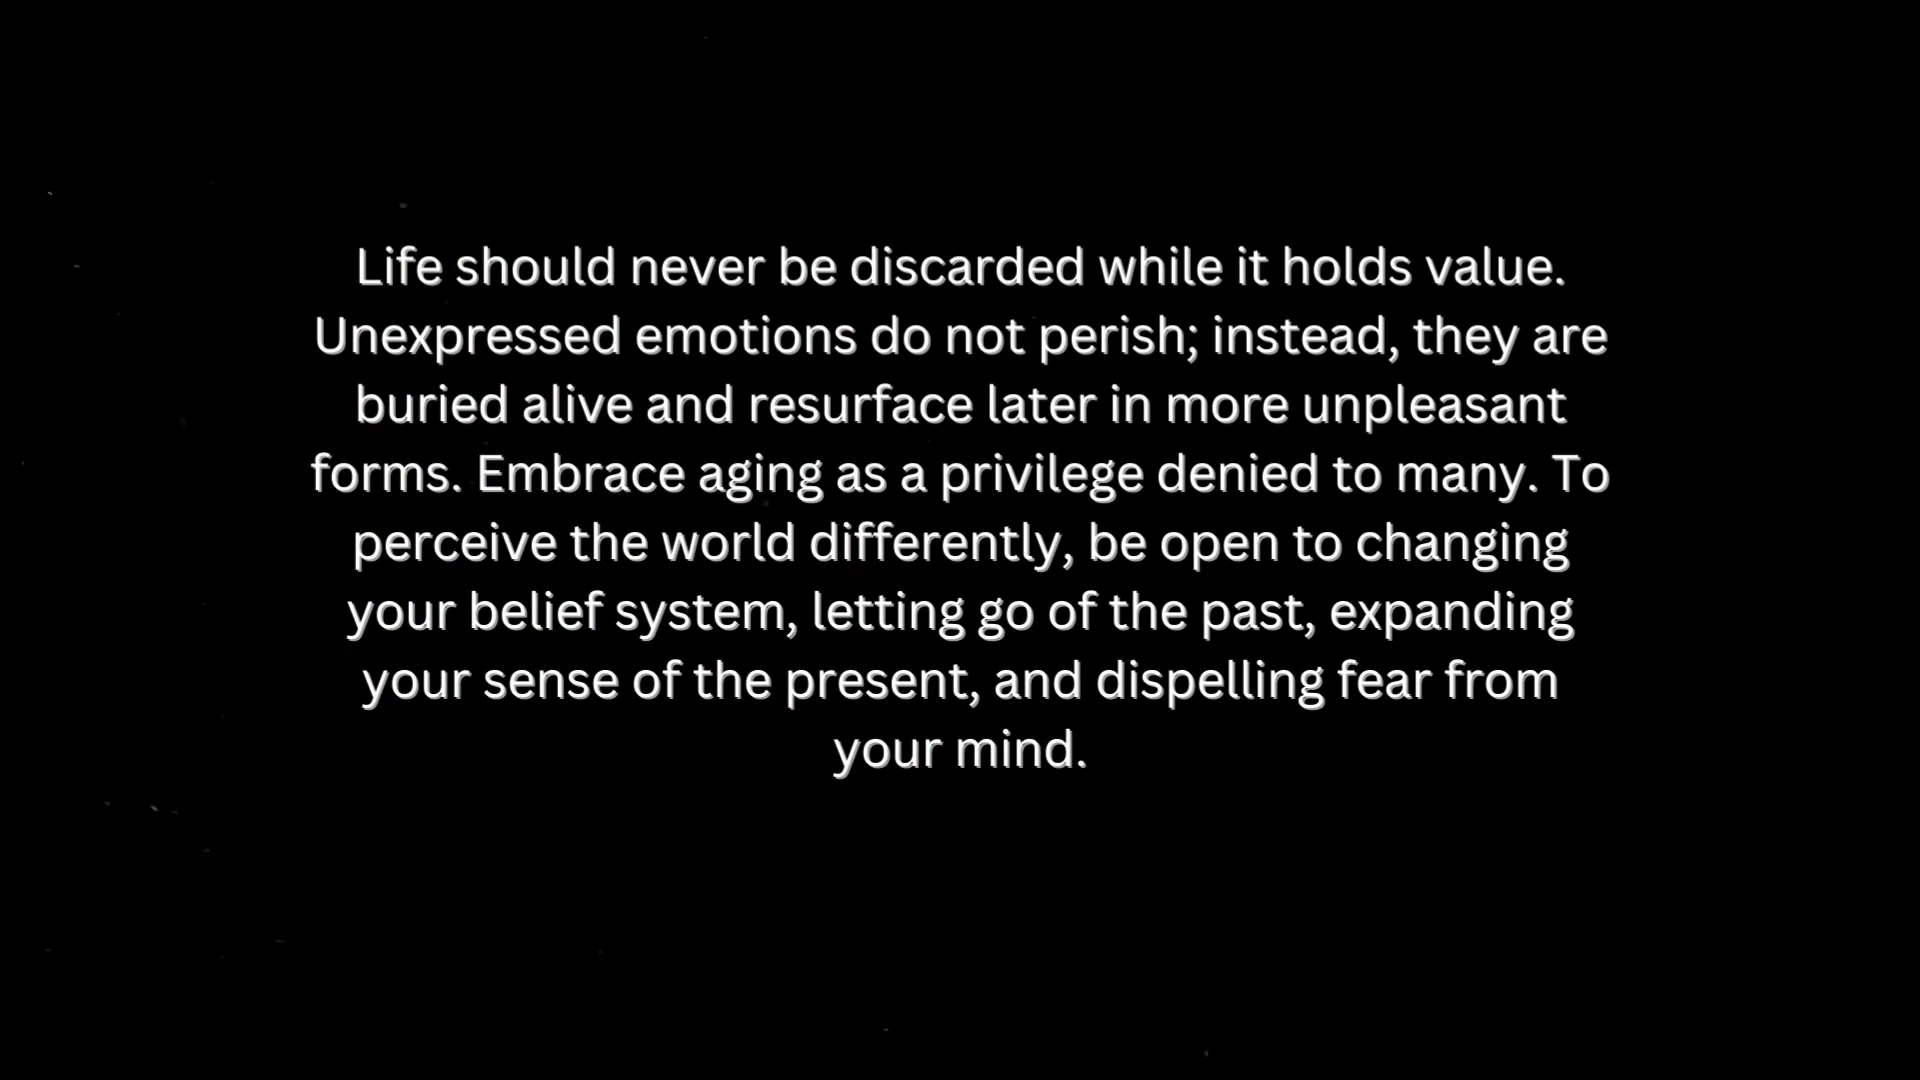 Life should never be discarded while it holds value.
Unexpressed emotions do not perish; instead, they are
buried alive and resurface later in more unpleasant
forms. Embrace aging as a privilege denied to many. To
perceive the world differently, be open to changing
your belief system, letting go of the past, expanding
your sense of the present, and dispelling fear from
your mind.